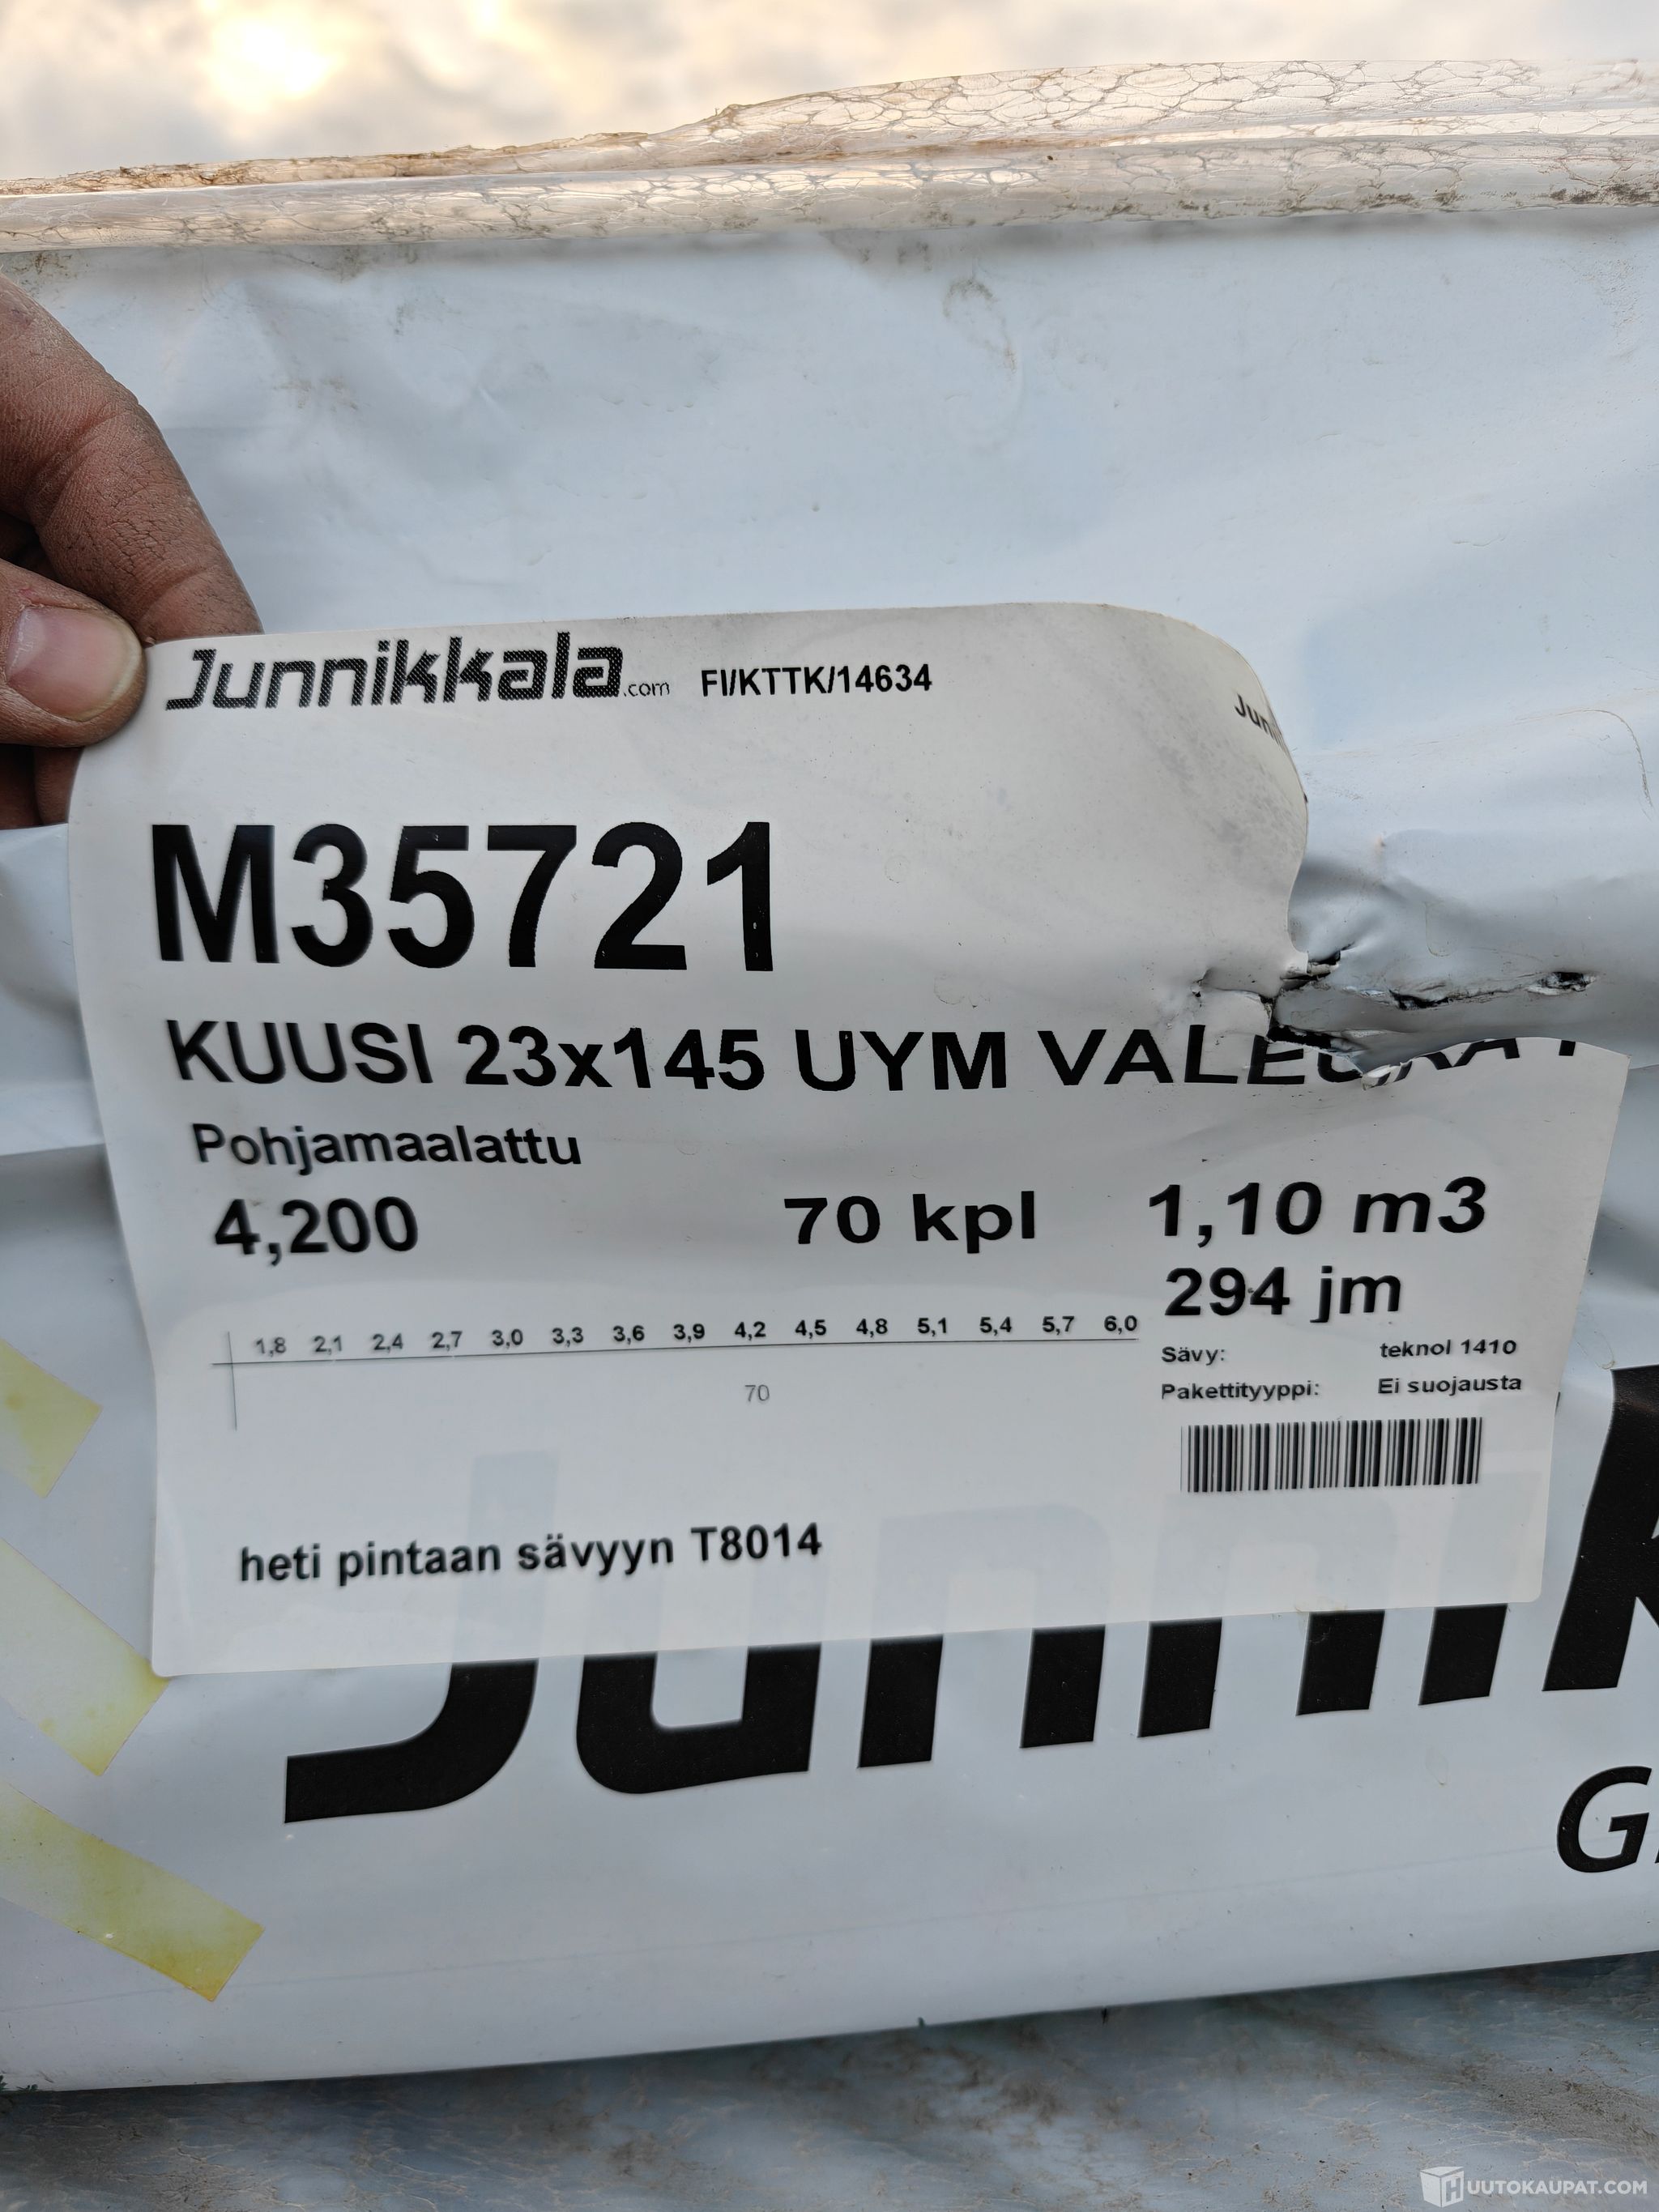 Junnikkala.com FI/KTTK/14634
M35721
KUUSI 23x145 UYM
Pohjamaalattu
4,200 70 kpl 1,10 m3
294 jm
1,8 2,1 2,4 2,7 3,0 3,3 3,6 3,9 4,2 4,5 4,8 5,1 5,4 5,7 6,0
70
Sävy: teknol 1410
Pakettityyppi: Ei suojausta
heti pintaan sävyyn T8014
HUUTOKAUPAT.COM